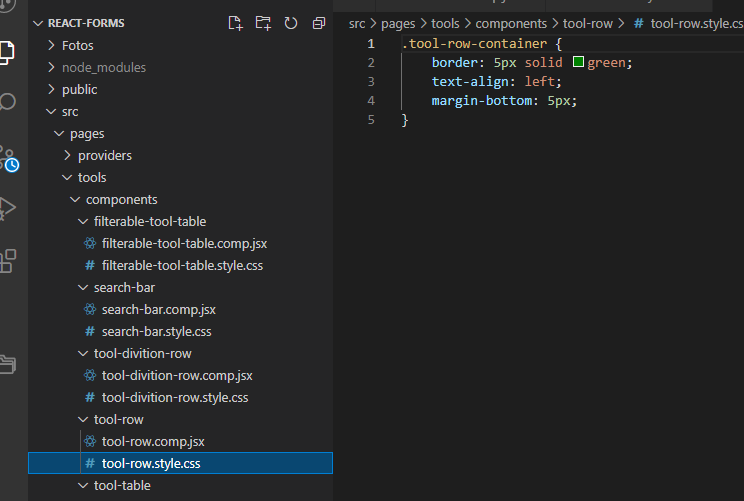 REACT-FORMS
Fotos
node_modules
public
src
pages
providers
tools
components
filterable-tool-table
filterable-tool-table.comp.jsx
# filterable-tool-table.style.css
search-bar
search-bar.comp.jsx
# search-bar.style.css
tool-divition-row
tool-divition-row.comp.jsx
# tool-divition-row.style.css
tool-row
tool-row.comp.jsx
# tool-row.style.css
tool-table
src > pages > tools > components > tool-row > # tool-row.style.css
1 .tool-row-container {
2 border: 5px solid green;
3 text-align: left;
4 margin-bottom: 5px;
5 }